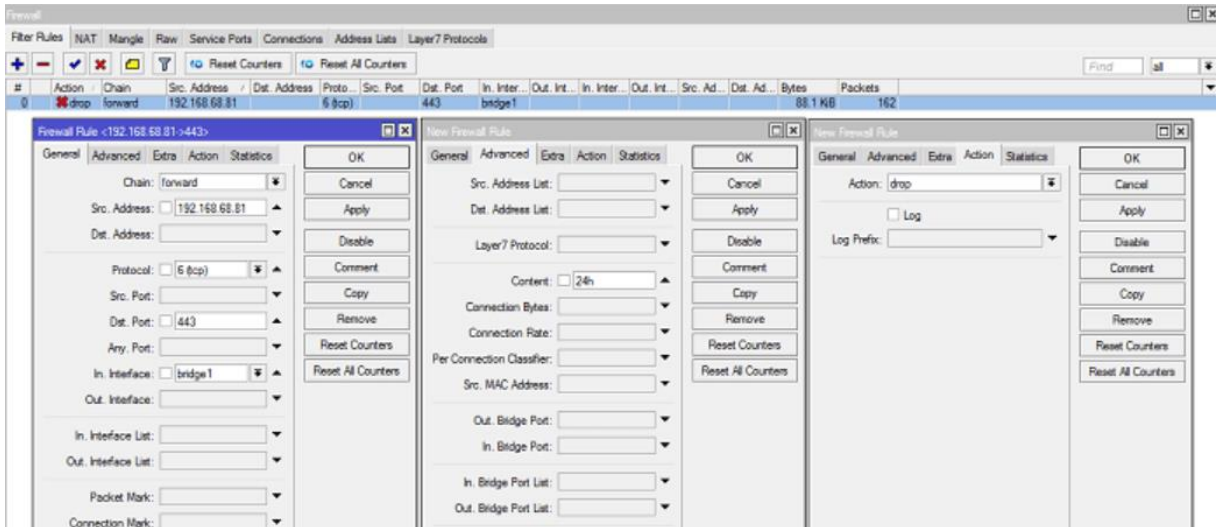 Firewall
Filter Rules NAT Mangle Raw Service Ports Connections Address Lists Layer7 Protocols
Reset Counters Reset All Counters Find all
# Action Chain Src. Address Dst. Address Proto... Src. Port Dst. Port In. Inter... Out. Int... In. Inter... Out. Int... Src. Ad... Dst. Ad... Bytes Packets
0 drop forward 192.168.68.81 6 (tcp) 443 bridge1 88.1 KiB 162
Firewall Rule <192.168.68.81->443>
General Advanced Extra Action Statistics
Chain: forward
Src. Address: 192.168.68.81
Dst. Address:
Protocol: 6 (tcp)
Src. Port:
Dst. Port: 443
Any. Port:
In. Interface: bridge1
Out. Interface:
In. Interface List:
Out. Interface List:
Packet Mark:
Connection Mark:
OK
Cancel
Apply
Disable
Comment
Copy
Remove
Reset Counters
Reset All Counters
New Firewall Rule
General Advanced Extra Action Statistics
Src. Address List:
Dst. Address List:
Layer7 Protocol:
Content: 24h
Connection Bytes:
Connection Rate:
Per Connection Classifier:
Src. MAC Address:
Out. Bridge Port:
In. Bridge Port:
In. Bridge Port List:
Out. Bridge Port List:
OK
Cancel
Apply
Disable
Comment
Copy
Remove
Reset Counters
Reset All Counters
New Firewall Rule
General Advanced Extra Action Statistics
Action: drop
Log
Log Prefix:
OK
Cancel
Apply
Disable
Comment
Copy
Remove
Reset Counters
Reset All Counters